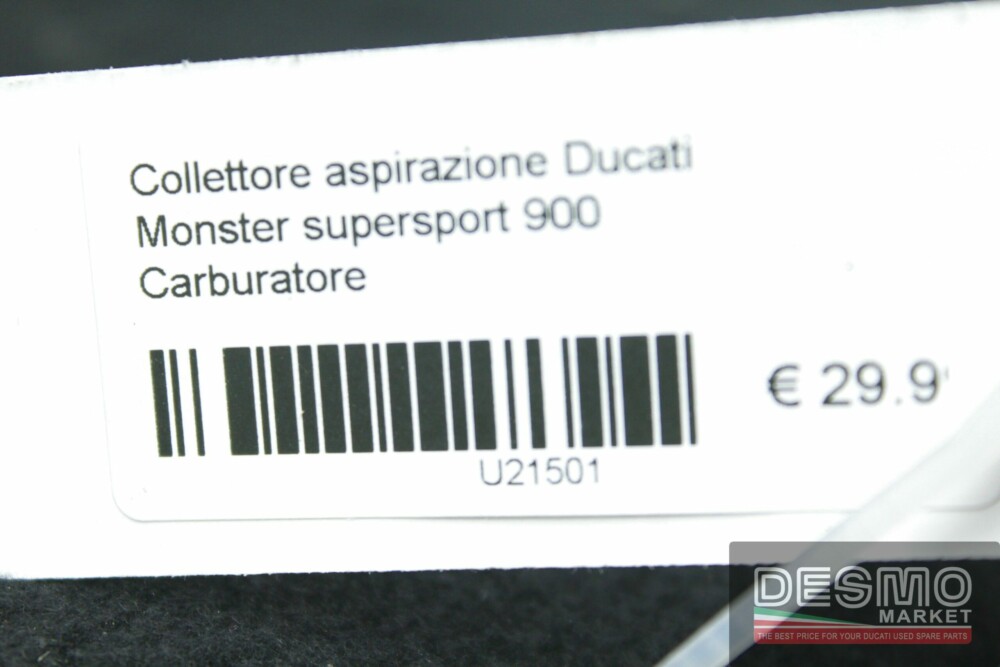 Collettore aspirazione Ducati
Monster supersport 900
Carburatore
€ 29.9
U21501
DESMO
MARKET
THE BEST PRICE FOR YOUR DUCATI USED SPARE PARTS